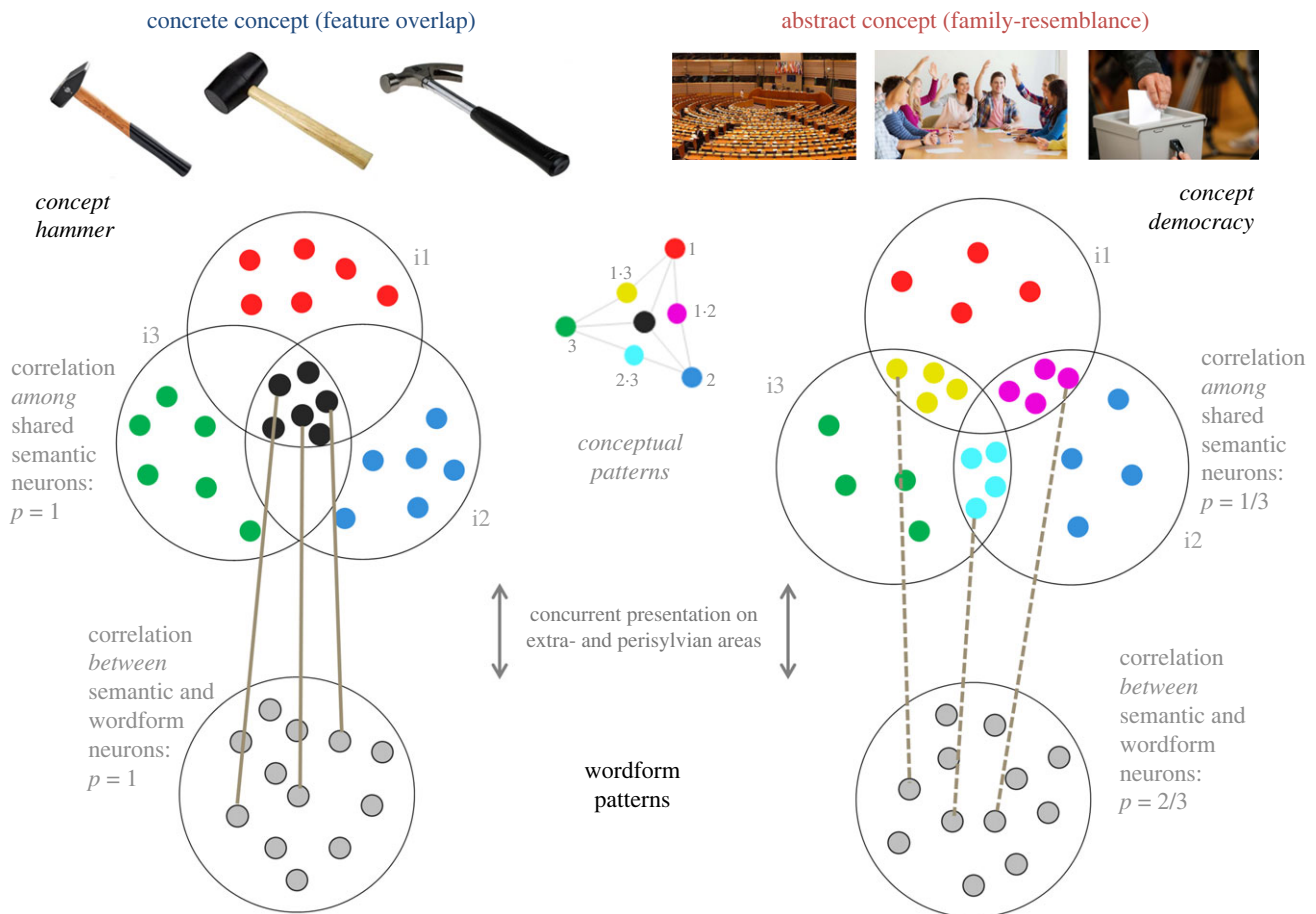 concrete concept (feature overlap)
abstract concept (family-resemblance)
concept
hammer
concept
democracy
i1
i3
i2
correlation
among
shared
semantic
neurons:
p = 1
1
1·3
1·2
3
2·3
2
conceptual
patterns
i1
i3
i2
correlation
among
shared
semantic
neurons:
p = 1/3
concurrent presentation on
extra- and perisylvian areas
correlation
between
semantic and
wordform
neurons:
p = 1
wordform
patterns
correlation
between
semantic and
wordform
neurons:
p = 2/3